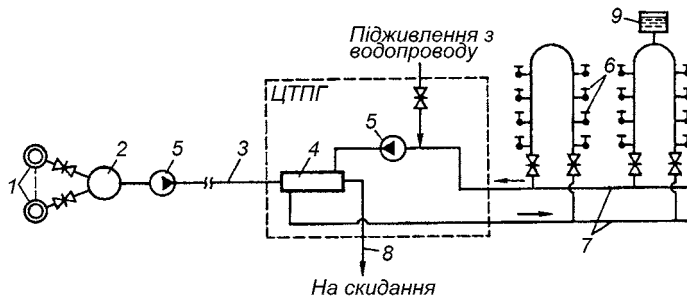 9
Підживлення з
водопроводу
6
ЦТПГ
5
2
5
3
4
1
7
8
На скидання